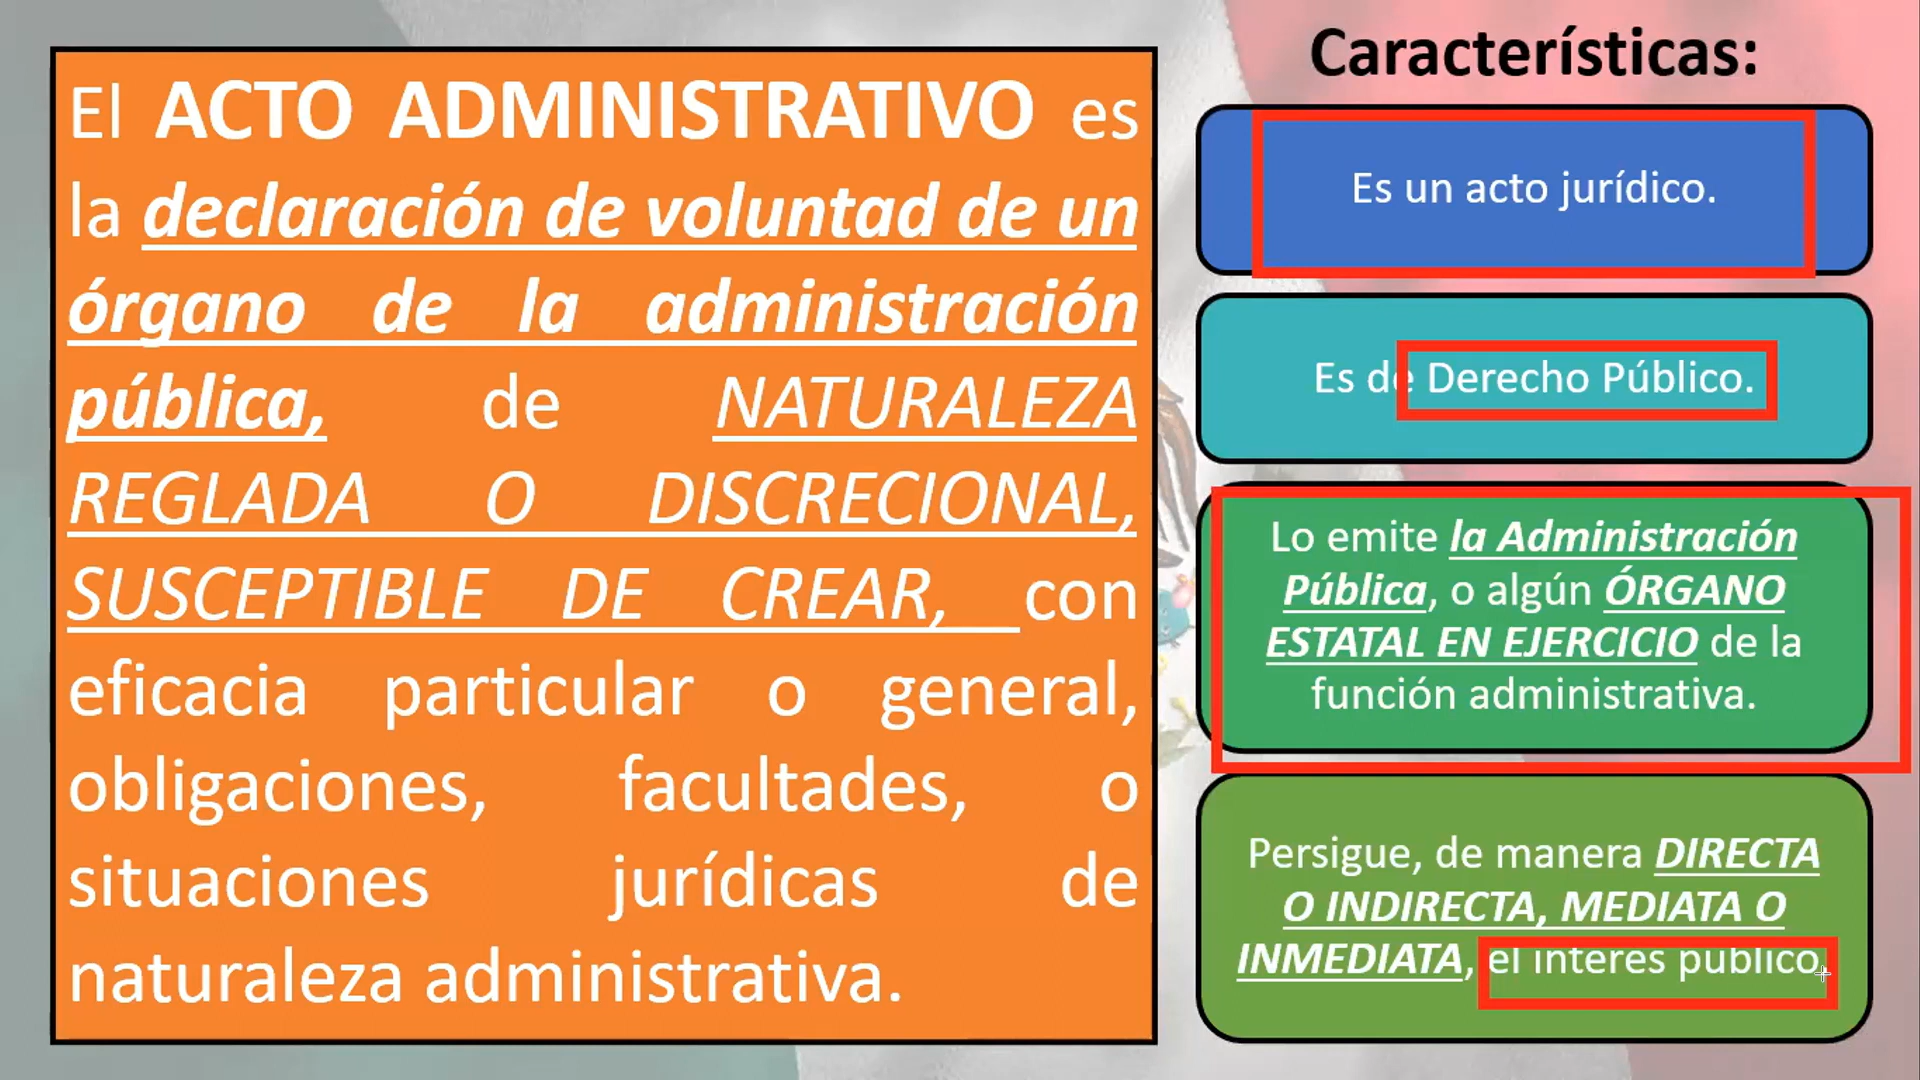 El ACTO ADMINISTRATIVO es
la declaración de voluntad de un
órgano de la administración
pública, de NATURALEZA
REGLADA O DISCRECIONAL,
SUSCEPTIBLE DE CREAR, con
eficacia particular o general,
obligaciones, facultades, o
situaciones jurídicas de
naturaleza administrativa.
Características:
Es un acto jurídico.
Es de Derecho Público.
Lo emite la Administración
Pública, o algún ÓRGANO
ESTATAL EN EJERCICIO de la
función administrativa.
Persigue, de manera DIRECTA
O INDIRECTA, MEDIATA O
INMEDIATA, el interés público.